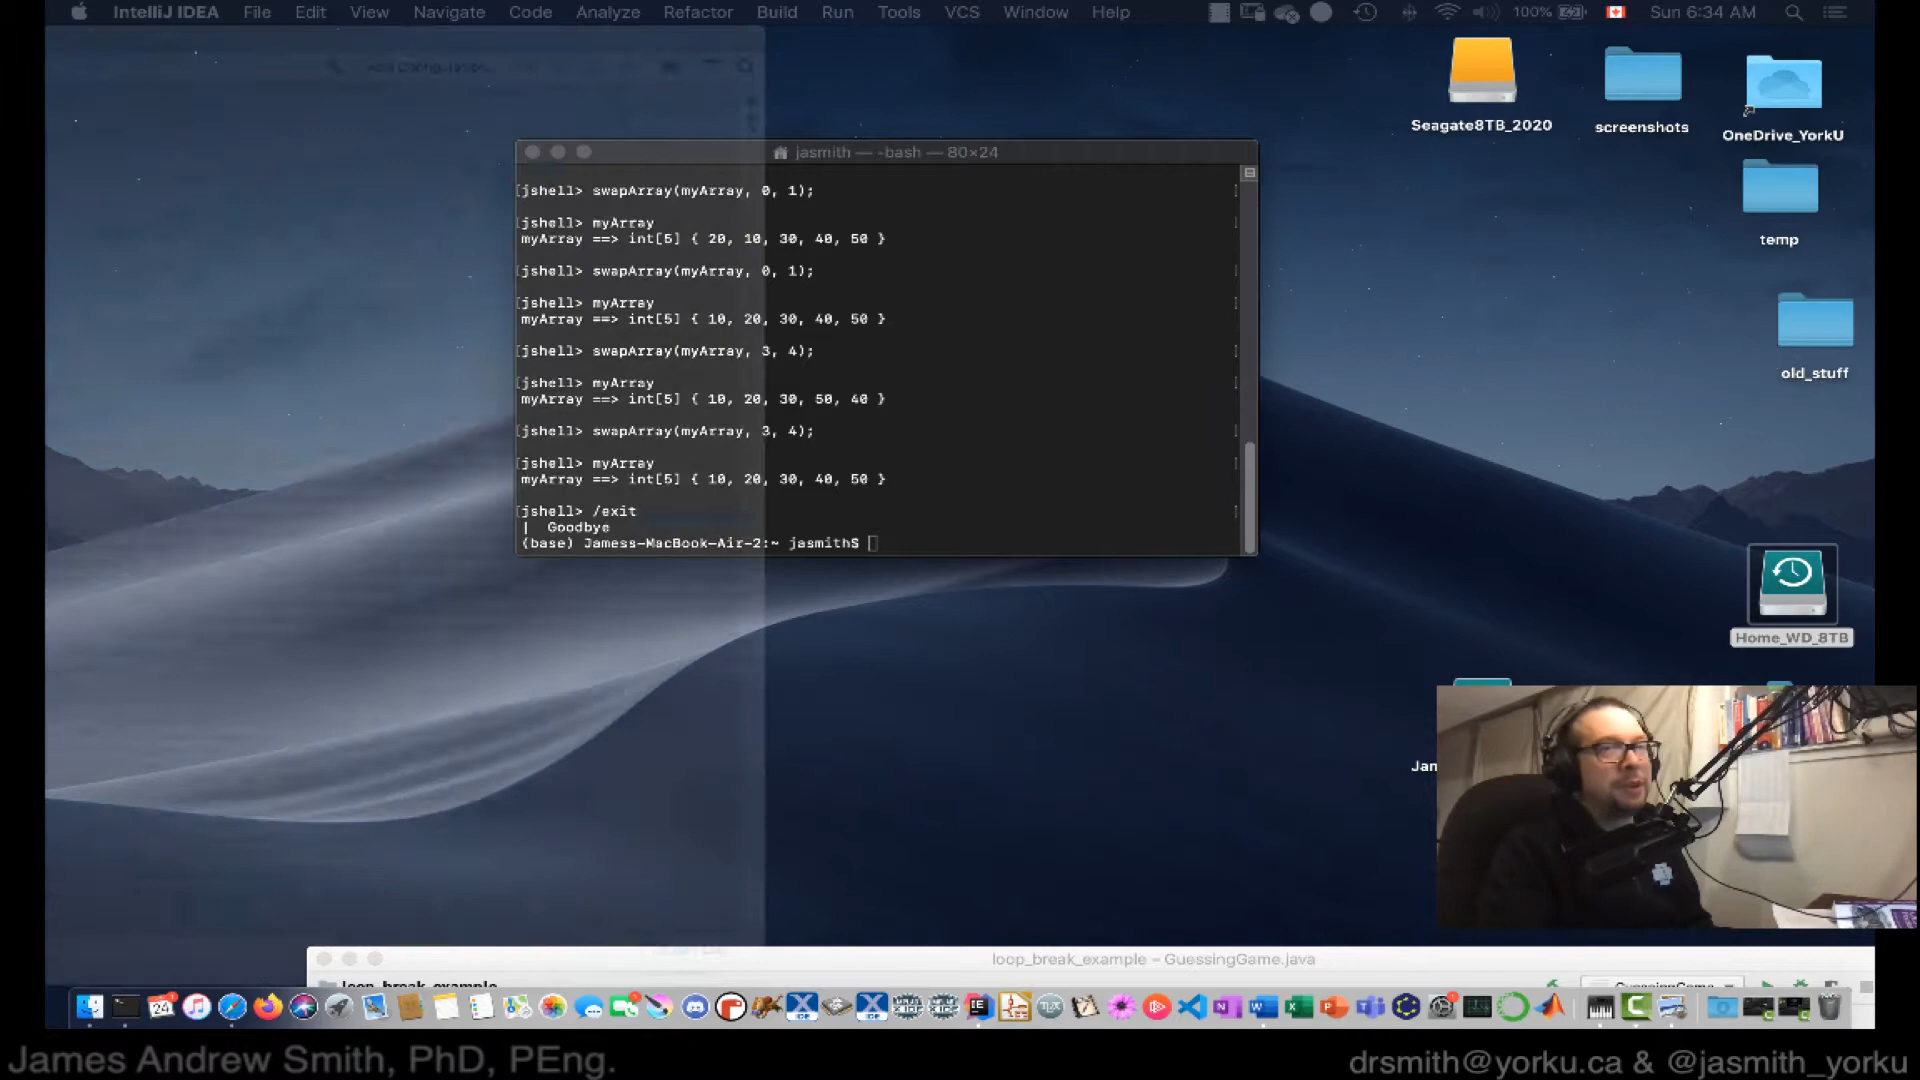 IntelliJ IDEA File Edit View Navigate Code Analyze Refactor Build Run Tools VCS Window Help 100% Sun 6:34 AM
Seagate8TB_2020
screenshots
OneDrive_YorkU
temp
old_stuff
Home_WD_8TB
jasmith — -bash — 80×24
[jshell> swapArray(myArray, 0, 1);
[jshell> myArray
myArray ==> int[5] { 20, 10, 30, 40, 50 }
[jshell> swapArray(myArray, 0, 1);
[jshell> myArray
myArray ==> int[5] { 10, 20, 30, 40, 50 }
[jshell> swapArray(myArray, 3, 4);
[jshell> myArray
myArray ==> int[5] { 10, 20, 30, 50, 40 }
[jshell> swapArray(myArray, 3, 4);
[jshell> myArray
myArray ==> int[5] { 10, 20, 30, 40, 50 }
[jshell> /exit
| Goodbye
(base) Jamess-MacBook-Air-2:~ jasmith$
loop_break_example – GuessingGame.java
loop_break_example
GuessingGame
James Andrew Smith, PhD, PEng.
drsmith@yorku.ca & @jasmith_yorku